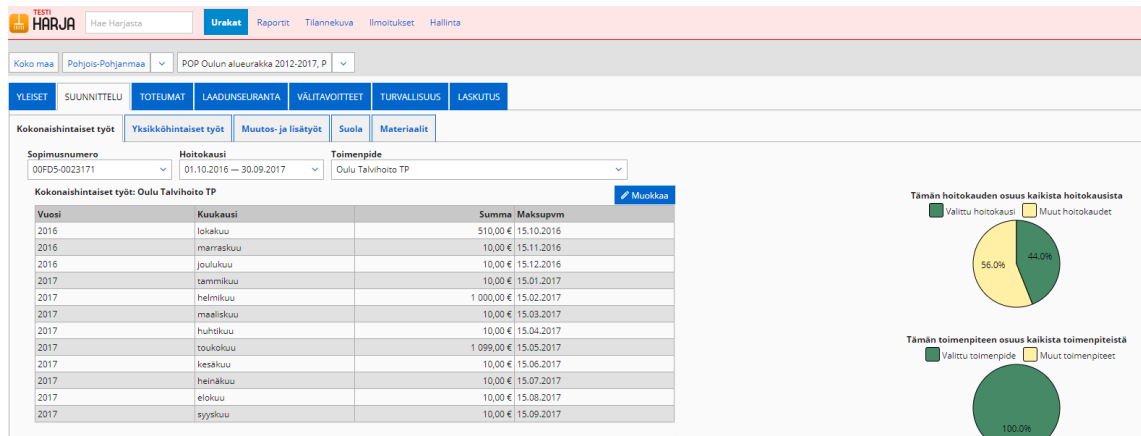 TESTI
HARJA Hae Harjasta Urakat Raportit Tilannekuva Ilmoitukset Hallinta
Koko maa Pohjois-Pohjanmaa POP Oulun alueurakka 2012-2017, P
YLEISET SUUNNITTELU TOTEUMAT LAADUNSEURANTA VÄLITAVOITTEET TURVALLISUUS LASKUTUS
Kokonaishintaiset työt Yksikköhintaiset työt Muutos- ja lisätyöt Suola Materiaalit
Sopimusnumero Hoitokausi Toimenpide
00FD5-0023171 01.10.2016 — 30.09.2017 Oulu Talvihoito TP
Kokonaishintaiset työt: Oulu Talvihoito TP Muokkaa
Vuosi Kuukausi Summa Maksupvm
2016 lokakuu 510,00 € 15.10.2016
2016 marraskuu 10,00 € 15.11.2016
2016 joulukuu 10,00 € 15.12.2016
2017 tammikuu 10,00 € 15.01.2017
2017 helmikuu 1 000,00 € 15.02.2017
2017 maaliskuu 10,00 € 15.03.2017
2017 huhtikuu 10,00 € 15.04.2017
2017 toukokuu 1 099,00 € 15.05.2017
2017 kesäkuu 10,00 € 15.06.2017
2017 heinäkuu 10,00 € 15.07.2017
2017 elokuu 10,00 € 15.08.2017
2017 syyskuu 10,00 € 15.09.2017
Tämän hoitokauden osuus kaikista hoitokausista
Valittu hoitokausi Muut hoitokaudet
56.0% 44.0%
Tämän toimenpiteen osuus kaikista toimenpiteistä
Valittu toimenpide Muut toimenpiteet
100.0%